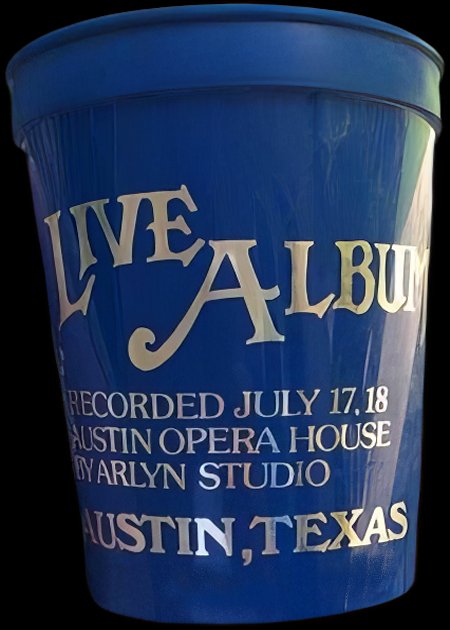 LIVE ALBUM
RECORDED JULY 17, 18
AUSTIN OPERA HOUSE
BY ARLYN STUDIO
AUSTIN, TEXAS